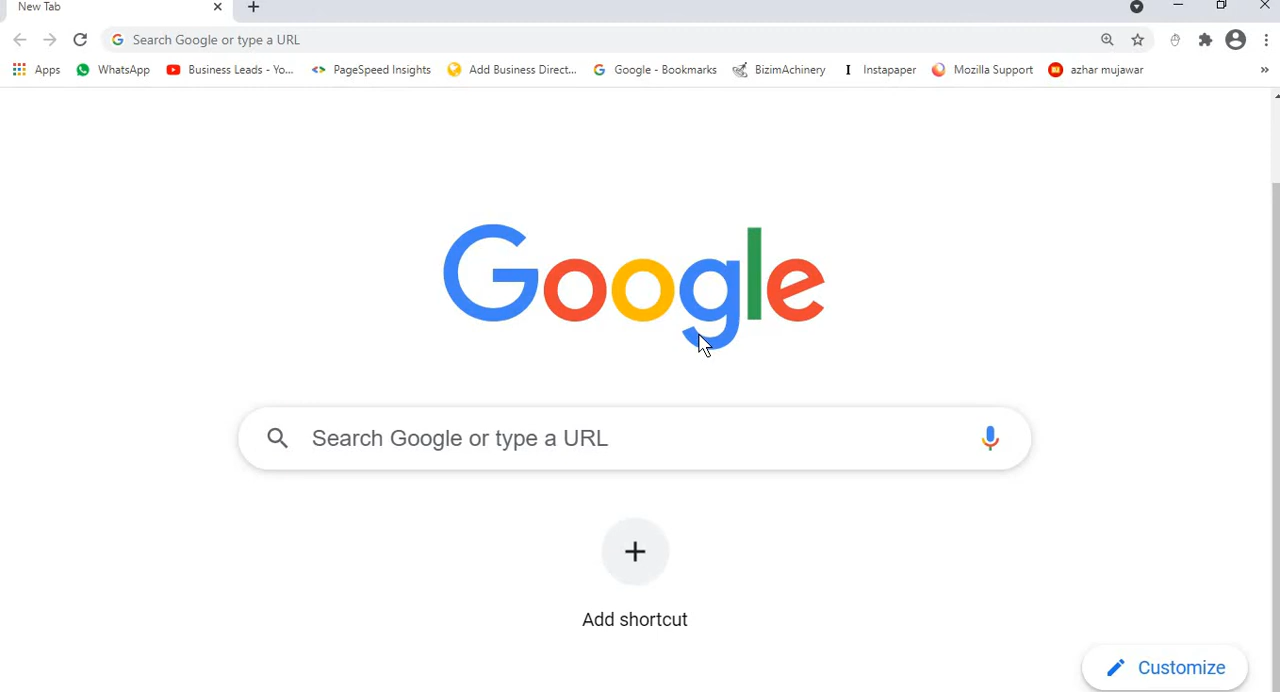 New Tab
Search Google or type a URL
Apps WhatsApp Business Leads - Yo... PageSpeed Insights Add Business Direct... Google - Bookmarks BizimAchinery Instapaper Mozilla Support azhar mujawar
Google
Search Google or type a URL
Add shortcut
Customize